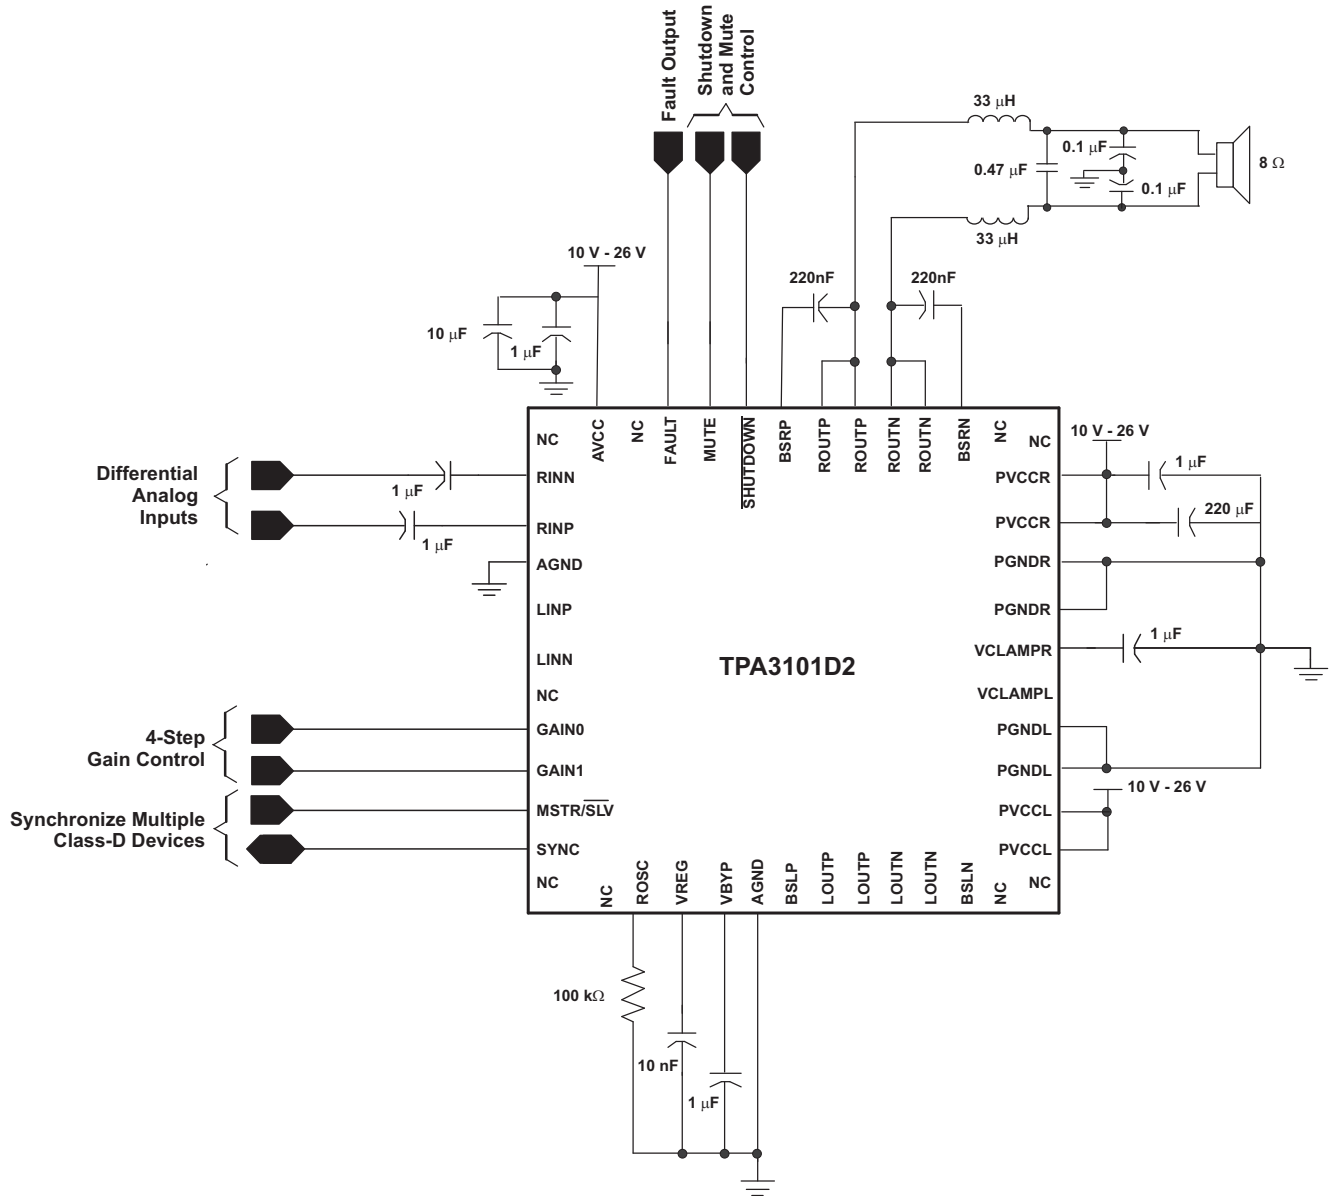 Fault Output
Shutdown
and Mute
Control
33 μH
0.1 μF
0.47 μF
0.1 μF
8 Ω
33 μH
10 V - 26 V
220nF
220nF
10 μF
1 μF
NC
AVCC
NC
FAULT
MUTE
SHUTDOWN
BSRP
ROUTP
ROUTP
ROUTN
ROUTN
BSRN
NC
NC
10 V - 26 V
Differential
Analog
Inputs
1 μF
1 μF
RINN
RINP
AGND
LINP
LINN
NC
GAIN0
GAIN1
MSTR/SLV
SYNC
NC
TPA3101D2
PVCCR
1 μF
PVCCR
220 μF
PGNDR
PGNDR
VCLAMPR
1 μF
VCLAMPL
PGNDL
PGNDL
10 V - 26 V
PVCCL
PVCCL
NC
4-Step
Gain Control
Synchronize Multiple
Class-D Devices
NC
ROSC
VREG
VBYP
AGND
BSLP
LOUTP
LOUTP
LOUTN
LOUTN
BSLN
NC
100 kΩ
10 nF
1 μF